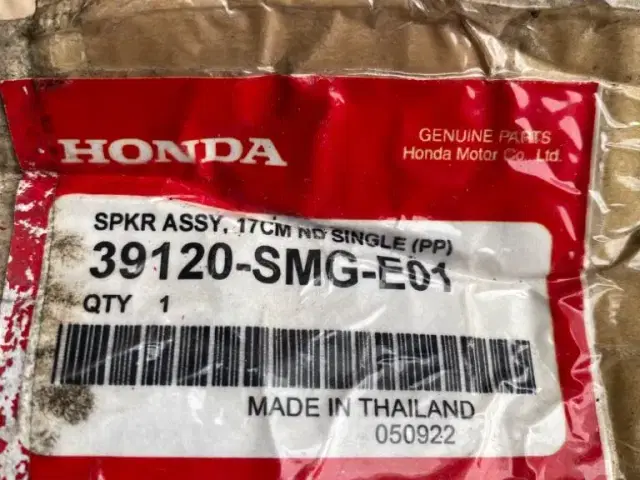 HONDA
GENUINE PARTS
Honda Motor Co., Ltd.
SPKR ASSY, 17CM ND SINGLE (PP)
39120-SMG-E01
QTY 1
MADE IN THAILAND
050922